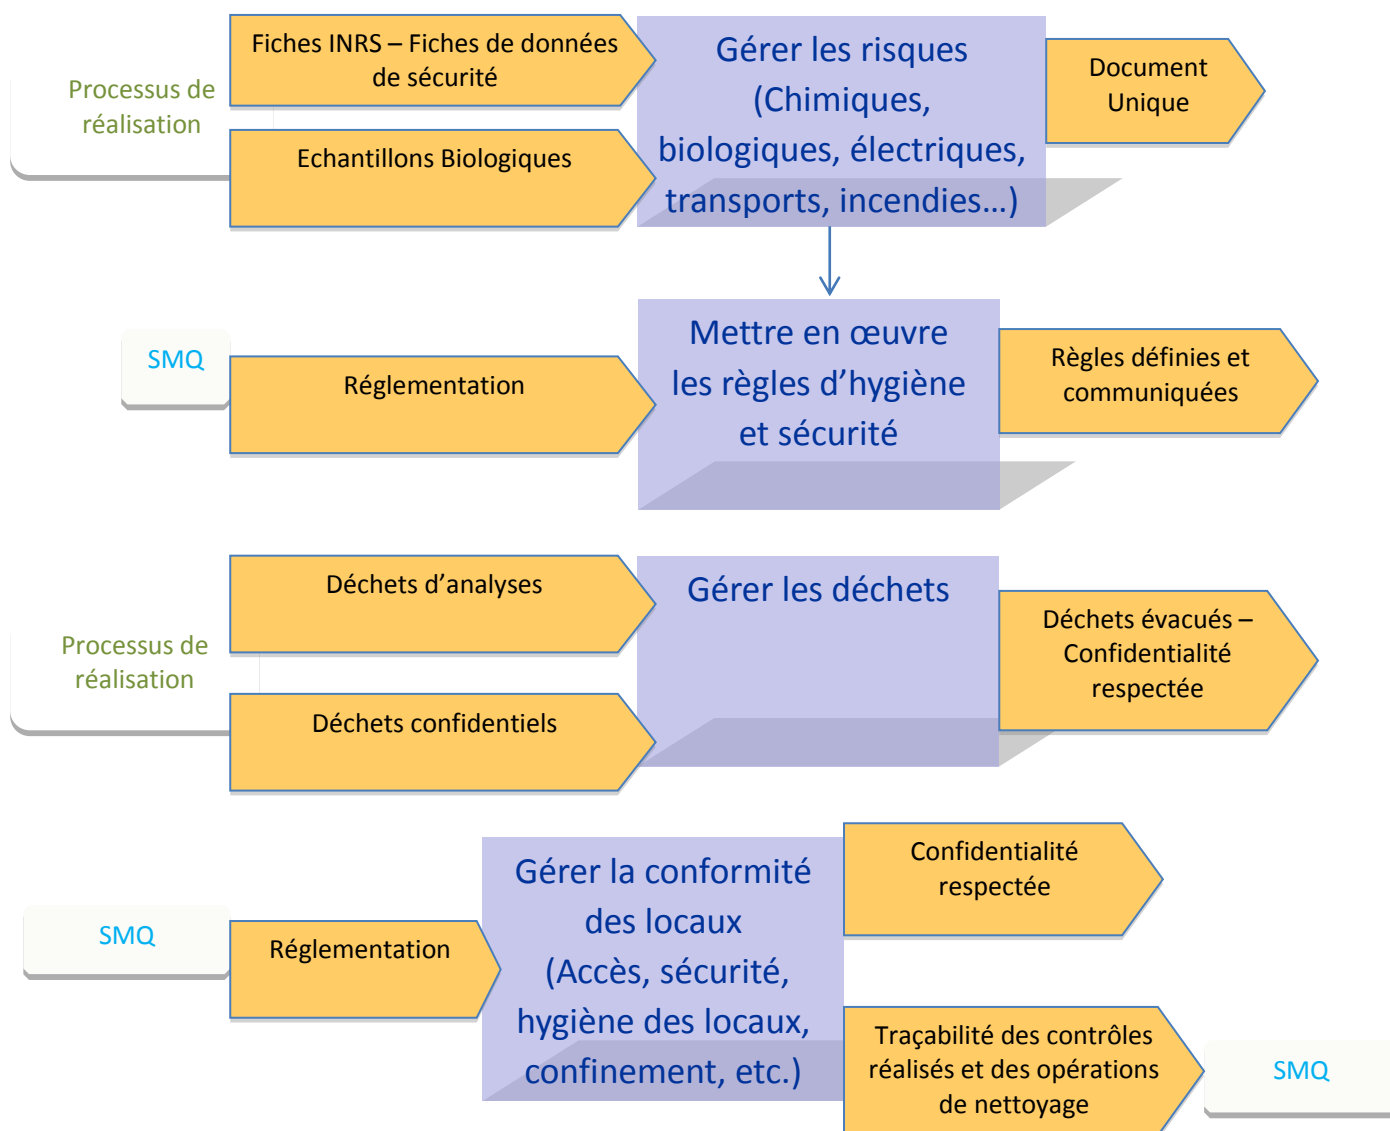 Processus de
réalisation
Fiches INRS – Fiches de données
de sécurité
Echantillons Biologiques
Gérer les risques
(Chimiques,
biologiques, électriques,
transports, incendies…)
Document
Unique
SMQ
Réglementation
Mettre en œuvre
les règles d’hygiène
et sécurité
Règles définies et
communiquées
Processus de
réalisation
Déchets d’analyses
Déchets confidentiels
Gérer les déchets
Déchets évacués –
Confidentialité
respectée
SMQ
Réglementation
Gérer la conformité
des locaux
(Accès, sécurité,
hygiène des locaux,
confinement, etc.)
Confidentialité
respectée
Traçabilité des contrôles
réalisés et des opérations
de nettoyage
SMQ